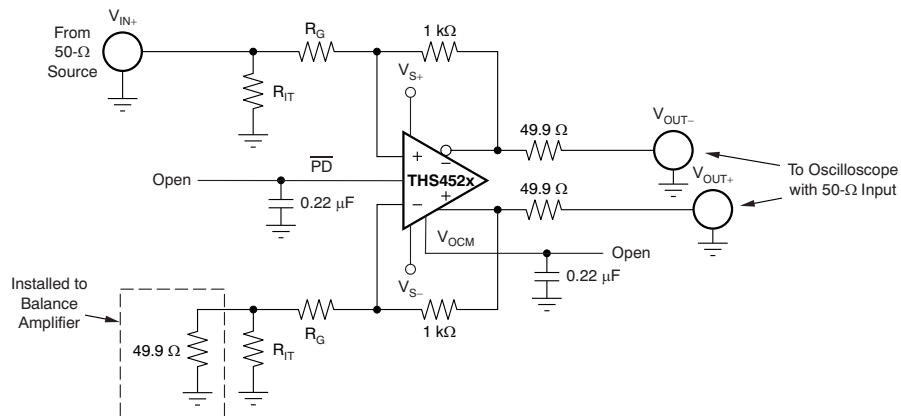 V_IN+
From
50-Ω
Source
R_IT
R_G
1 kΩ
V_S+
49.9 Ω
V_OUT−
V_OUT+
To Oscilloscope
with 50-Ω Input
Open
PD
0.22 μF
+
−
THS452x
−
+
49.9 Ω
V_OCM
Open
0.22 μF
V_S−
Installed to
Balance
Amplifier
49.9 Ω
R_IT
R_G
1 kΩ